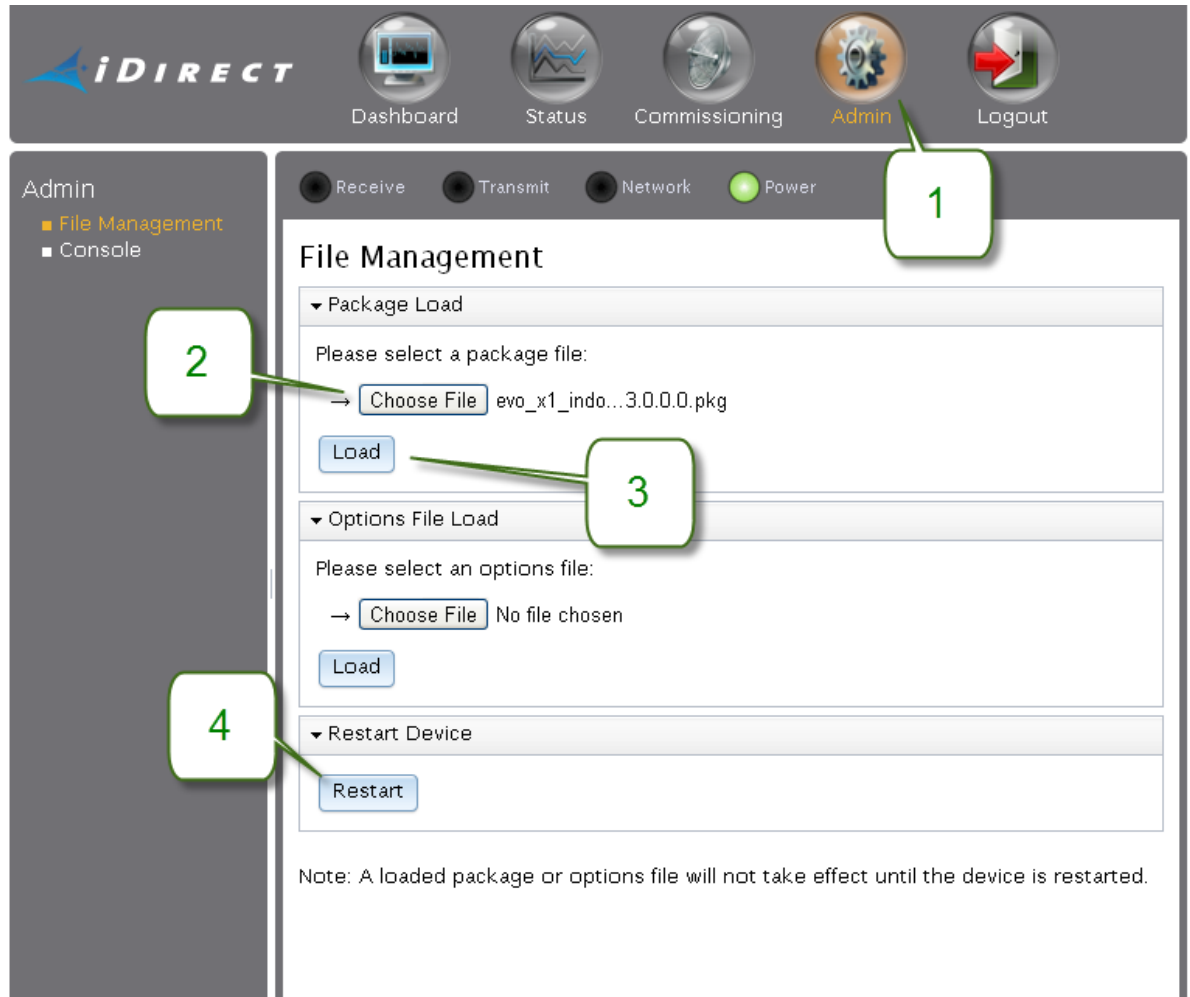 iDIRECT
Dashboard Status Commissioning Admin Logout
Admin
File Management
Console
Receive Transmit Network Power
1
File Management
Package Load
Please select a package file:
2
→ Choose File evo_x1_indo...3.0.0.0.pkg
Load
3
Options File Load
Please select an options file:
→ Choose File No file chosen
Load
4
Restart Device
Restart
Note: A loaded package or options file will not take effect until the device is restarted.